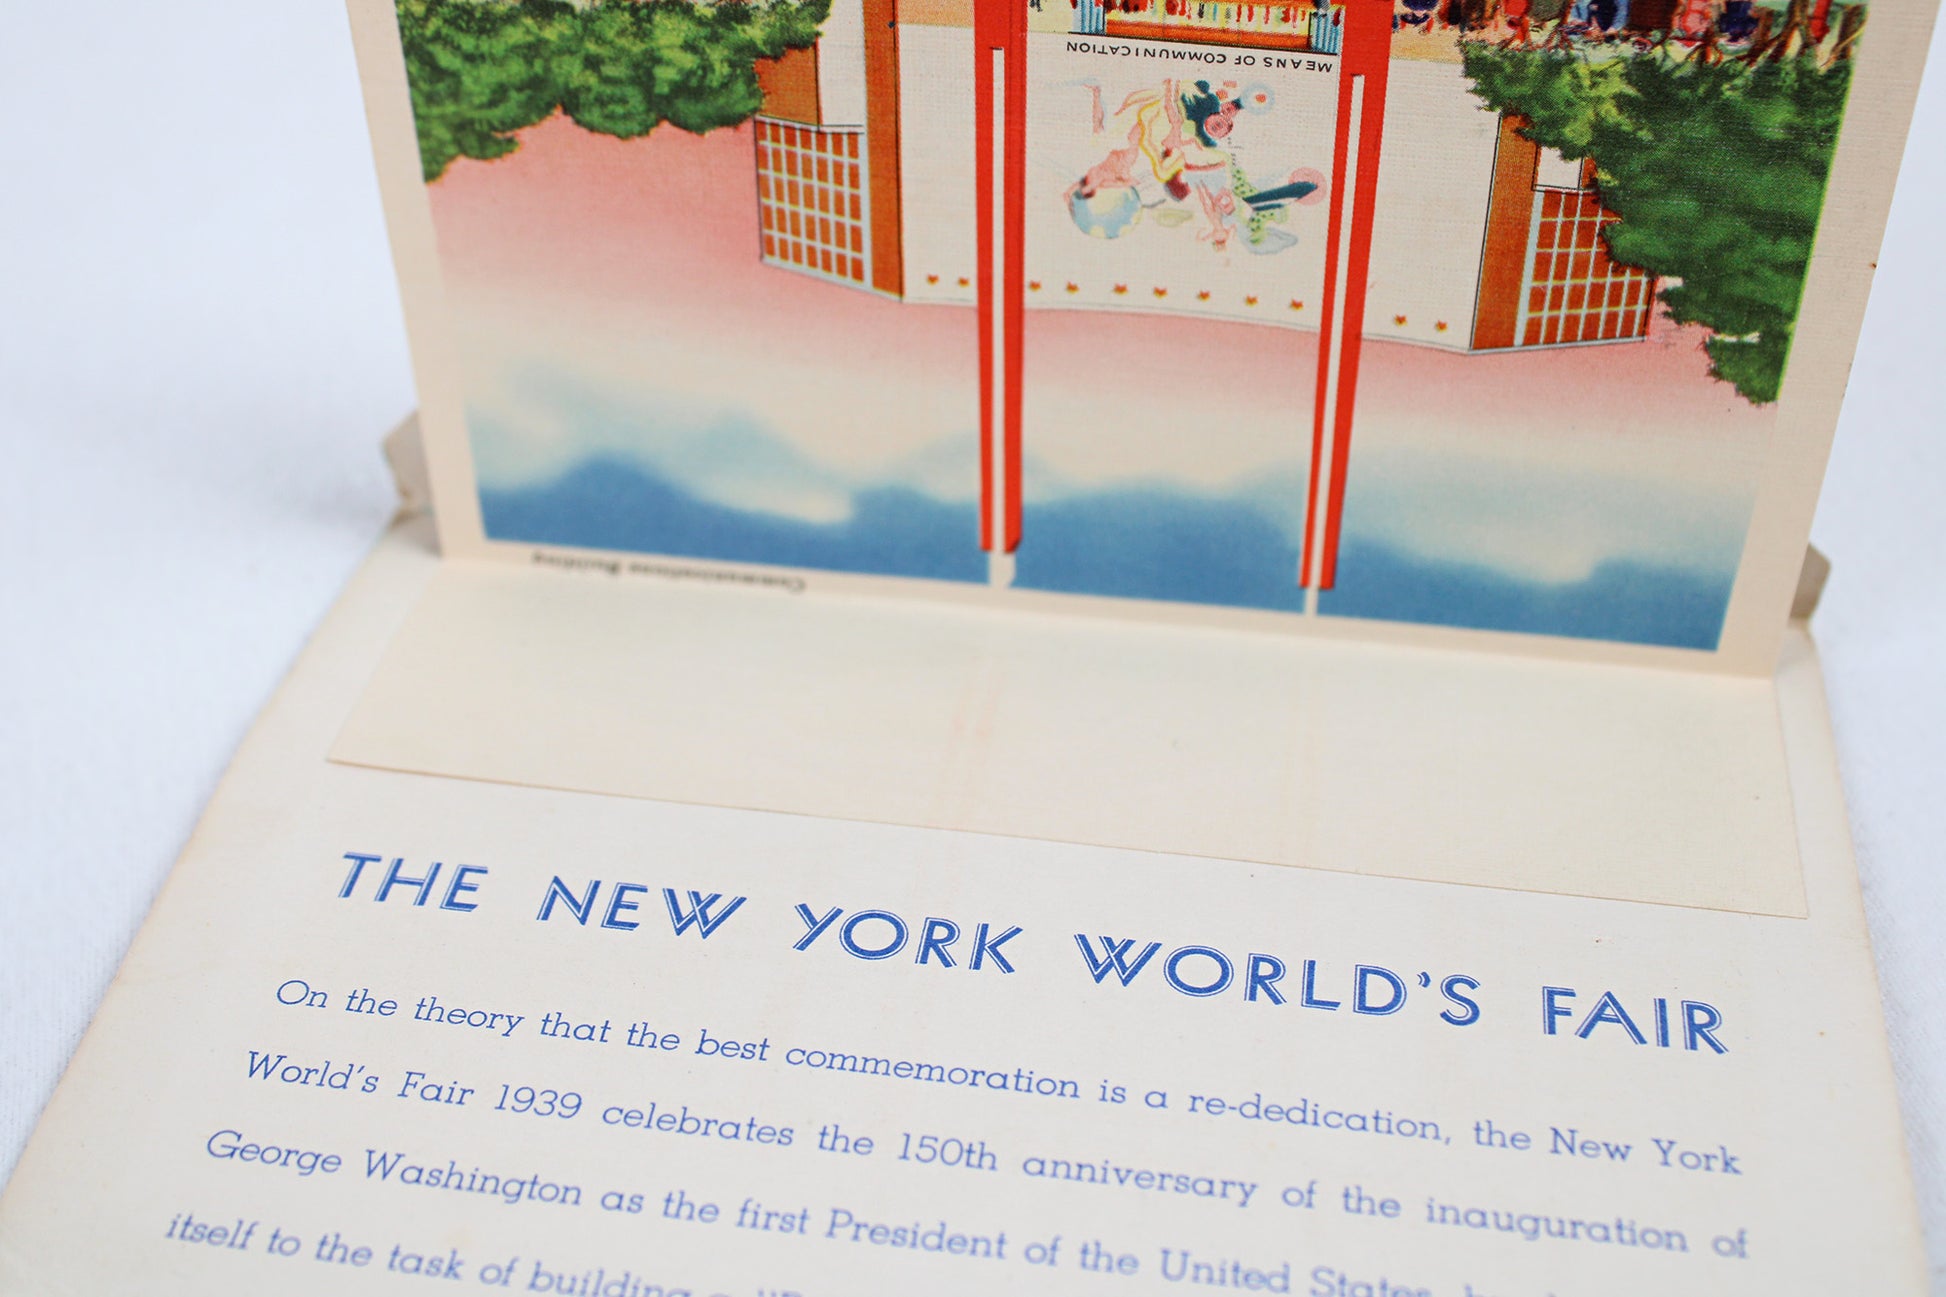 MEANS OF COMMUNICATION
Communications Building
THE NEW YORK WORLD'S FAIR
On the theory that the best commemoration is a re-dedication, the New York
World's Fair 1939 celebrates the 150th anniversary of the inauguration of
George Washington as the first President of the United States,
itself to the task of building a